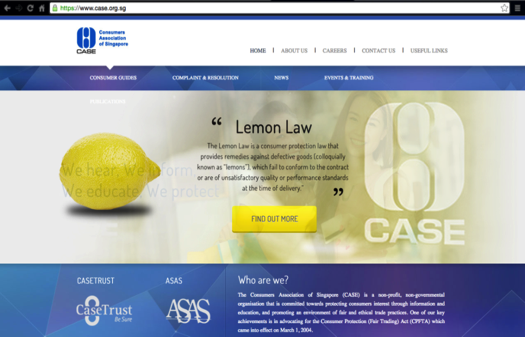 https://www.case.org.sg
Consumers
Association
of Singapore
CASE
HOME | ABOUT US | CAREERS | CONTACT US | USEFUL LINKS
CONSUMER GUIDES COMPLAINT & RESOLUTION NEWS EVENTS & TRAINING
PUBLICATIONS
“ Lemon Law
The Lemon Law is a consumer protection law that
provides remedies against defective goods (colloquially
known as "lemons"), which fail to conform to the contract
or are of unsatisfactory quality or performance standards
at the time of delivery." ”
We hear, We inform
We educate, We protect
FIND OUT MORE
CASE
CASETRUST ASAS Who are we?
CaseTrust
Be Sure
ASAS
The Consumers Association of Singapore (CASE) is a non-profit, non-governmental
organisation that is committed towards protecting consumers interest through information and
education, and promoting an environment of fair and ethical trade practices. One of our key
achievements is in advocating for the Consumer Protection (Fair Trading) Act (CPFTA) which
came into effect on March 1, 2004.